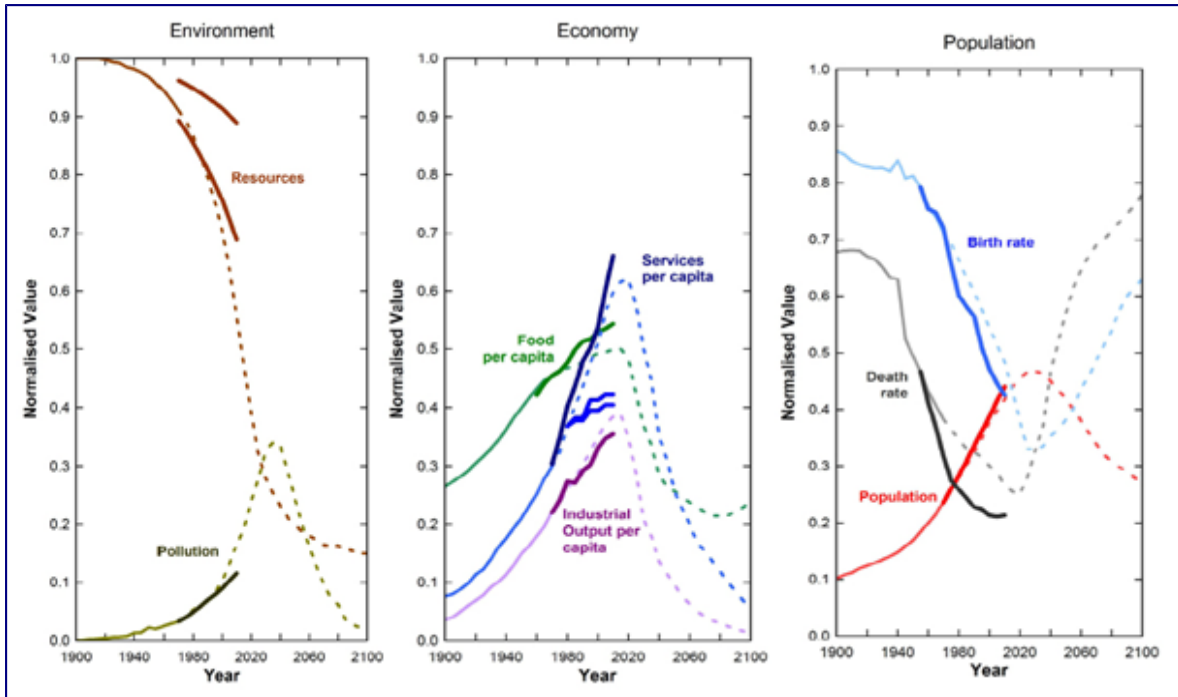 Environment
1.0
0.9
0.8
0.7
0.6
0.5
0.4
0.3
0.2
0.1
0.0
Normalised Value
Resources
Pollution
1900 1940 1980 2020 2060 2100
Year
Economy
1.0
0.9
0.8
0.7
0.6
0.5
0.4
0.3
0.2
0.1
0.0
Normalised Value
Services
per capita
Food
per capita
Industrial
Output per
capita
1900 1940 1980 2020 2060 2100
Year
Population
1.0
0.9
0.8
0.7
0.6
0.5
0.4
0.3
0.2
0.1
0.0
Normalised Value
Birth rate
Death
rate
Population
1900 1940 1980 2020 2060 2100
Year